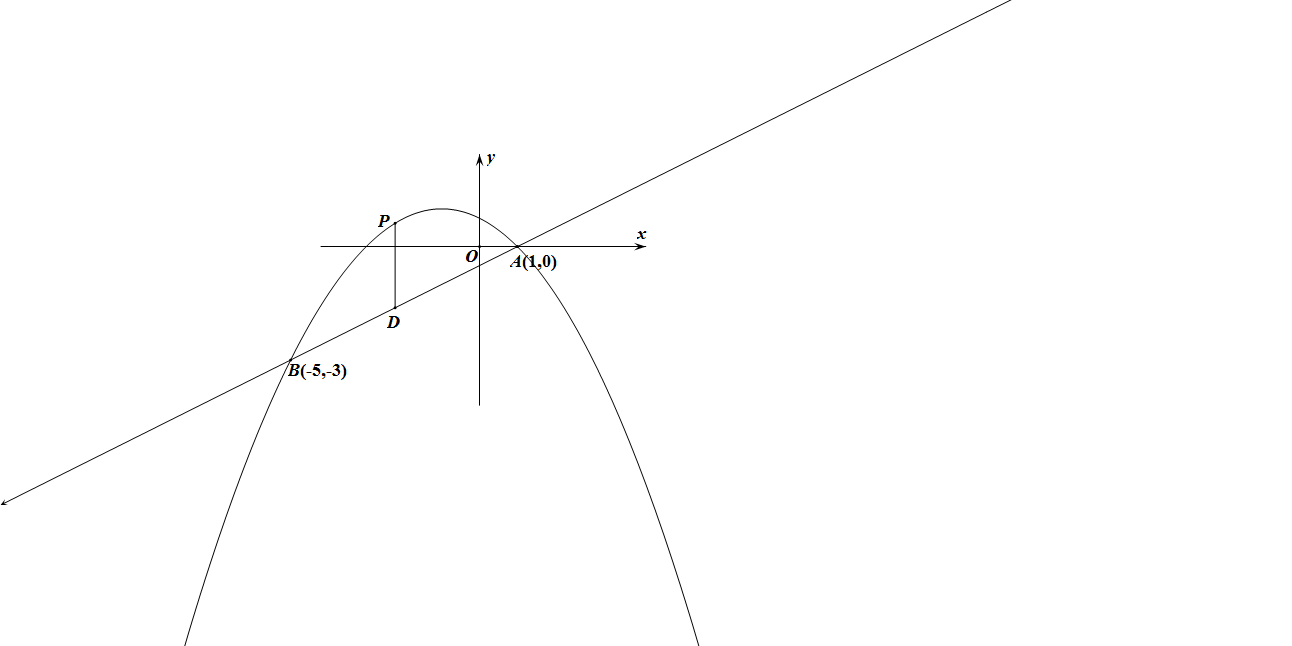 y
P
x
O
A(1,0)
D
B(-5,-3)